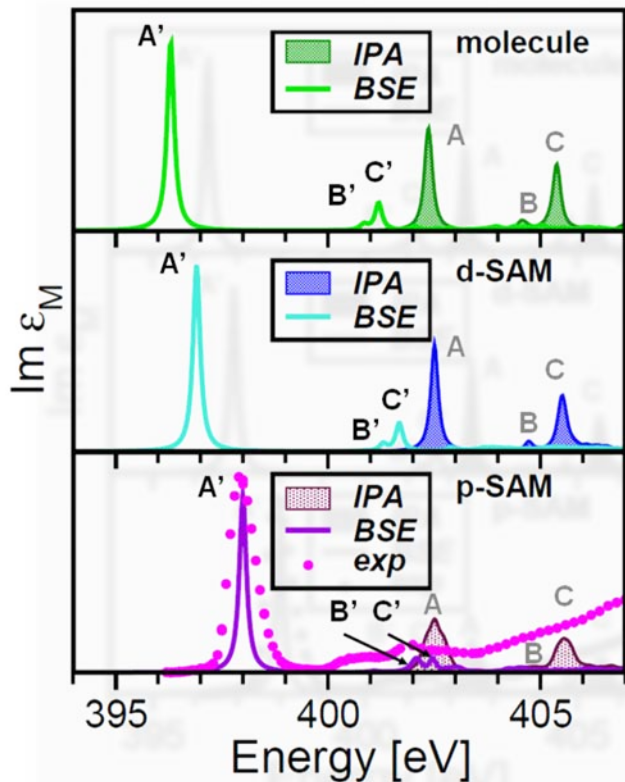 A' molecule
IPA
BSE
A
C
B' C'
B
A' d-SAM
IPA
BSE
A
C
C'
B'
B
A' p-SAM
IPA
BSE
exp
B' C' A
C
B
Im ε_M
395 400 405
Energy [eV]